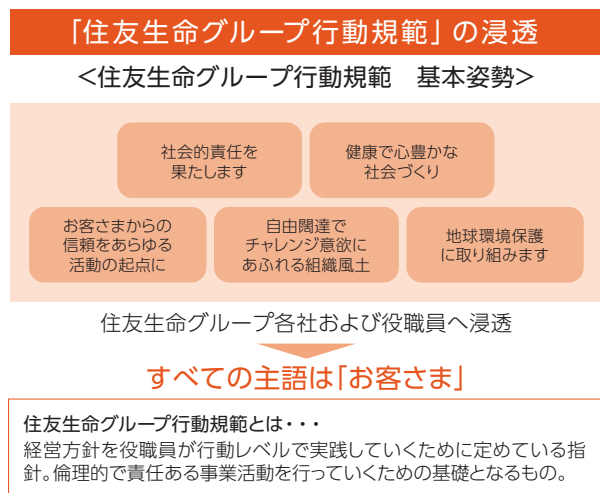 「住友生命グループ行動規範」の浸透
<住友生命グループ行動規範　基本姿勢>
社会的責任を
果たします
健康で心豊かな
社会づくり
お客さまからの
信頼をあらゆる
活動の起点に
自由闊達で
チャレンジ意欲に
あふれる組織風土
地球環境保護
に取り組みます
住友生命グループ各社および役職員へ浸透
すべての主語は「お客さま」
住友生命グループ行動規範とは・・・
経営方針を役職員が行動レベルで実践していくために定めている指
針。倫理的で責任ある事業活動を行っていくための基礎となるもの。